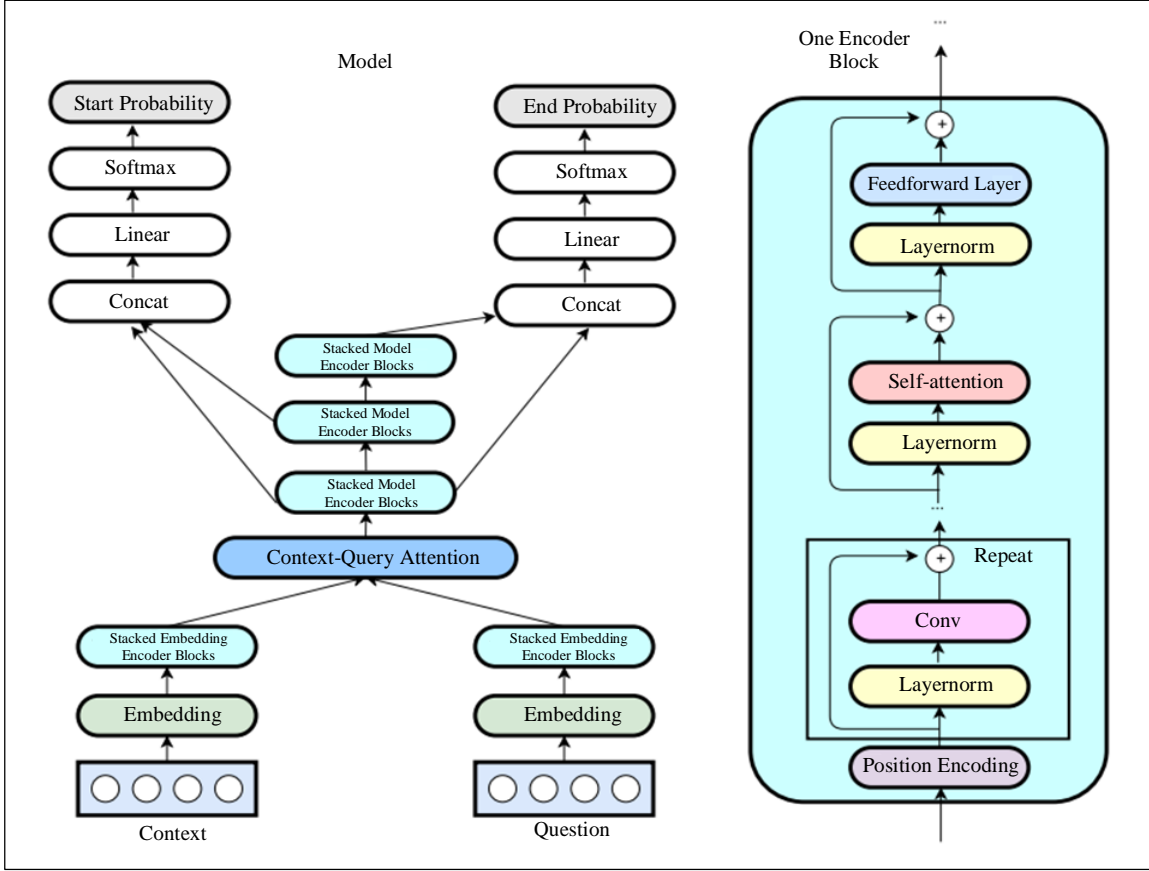 Model
Start Probability
Softmax
Linear
Concat
End Probability
Softmax
Linear
Concat
Stacked Model
Encoder Blocks
Stacked Model
Encoder Blocks
Stacked Model
Encoder Blocks
Context-Query Attention
Stacked Embedding
Encoder Blocks
Stacked Embedding
Encoder Blocks
Embedding
Embedding
Context
Question
One Encoder
Block
...
+
Feedforward Layer
Layernorm
+
Self-attention
Layernorm
...
+
Repeat
Conv
Layernorm
Position Encoding